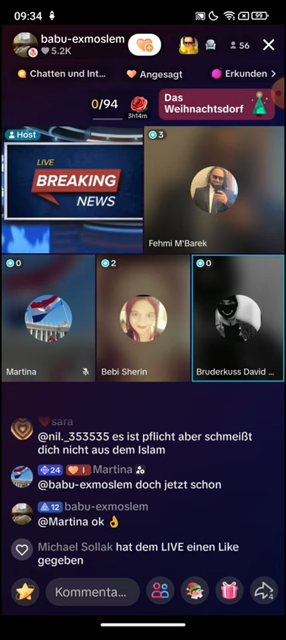 09:34
99
babu-exmoslem
5.2K
56
Chatten und Int...
Angesagt
Erkunden
0/94
3h14m
Das
Weihnachtsdorf
Host
LIVE
BREAKING
NEWS
3
Fehmi M'Barek
0
Martina
2
Bebi Sherin
0
Bruderkuss David ...
sara
@nil._353535 es ist pflicht aber schmeißt
dich nicht aus dem Islam
24 1 Martina
@babu-exmoslem doch jetzt schon
12 babu-exmoslem
@Martina ok 👌
Michael Sollak hat dem LIVE einen Like
gegeben
Kommenta...
4